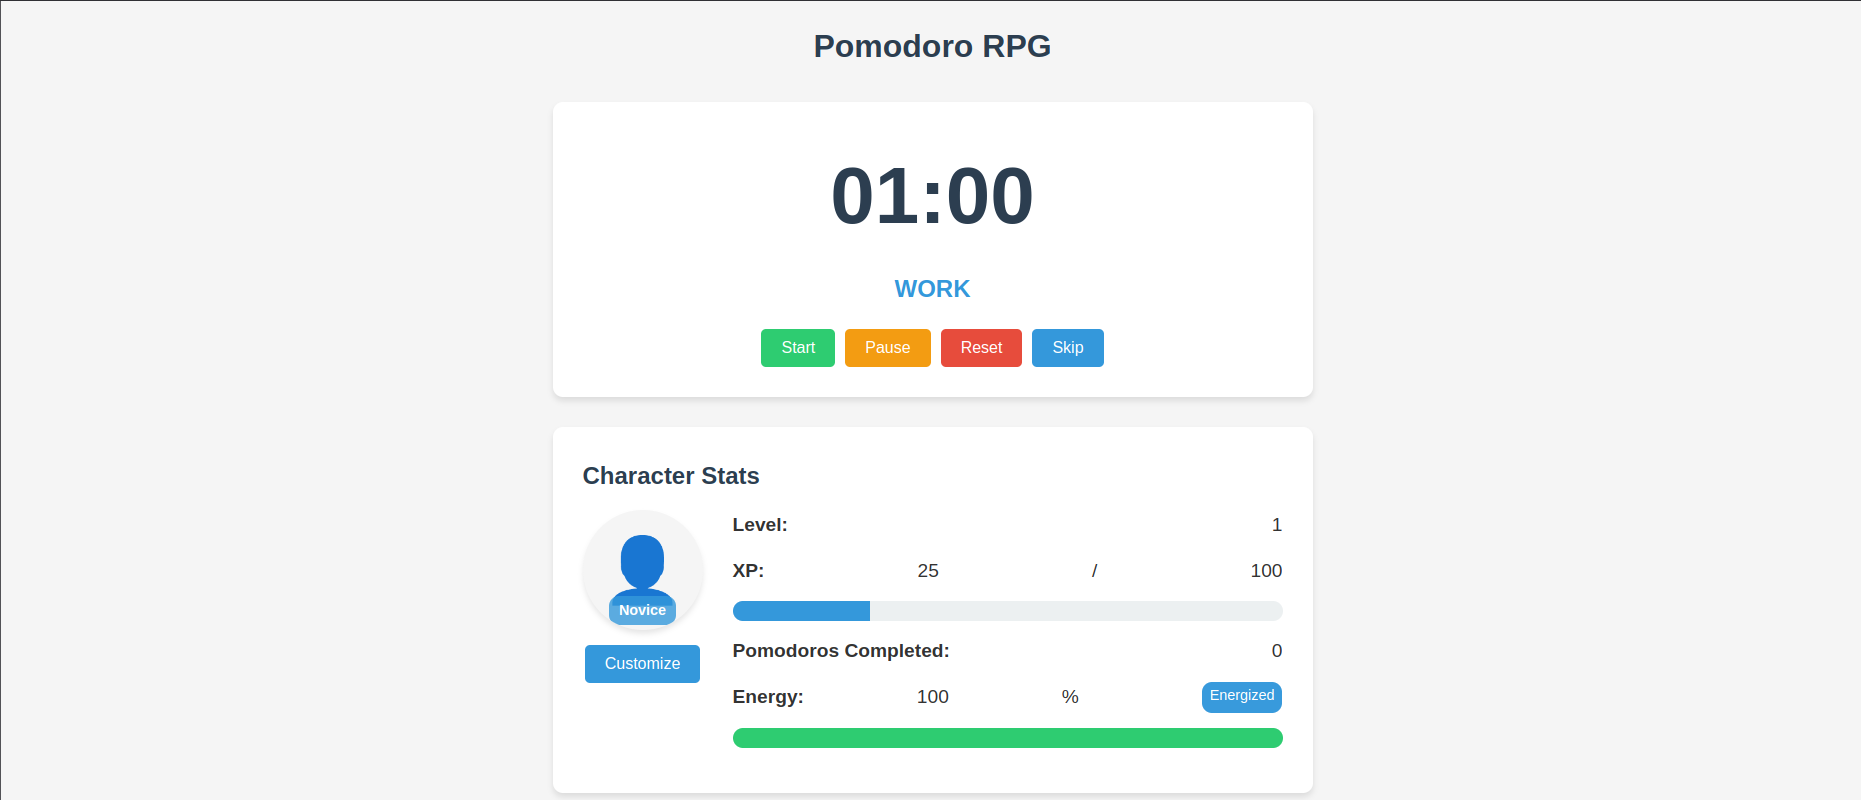 Pomodoro RPG
01:00
WORK
Start Pause Reset Skip
Character Stats
Level: 1
XP: 25 / 100
Novice
Pomodoros Completed: 0
Customize
Energy: 100 % Energized